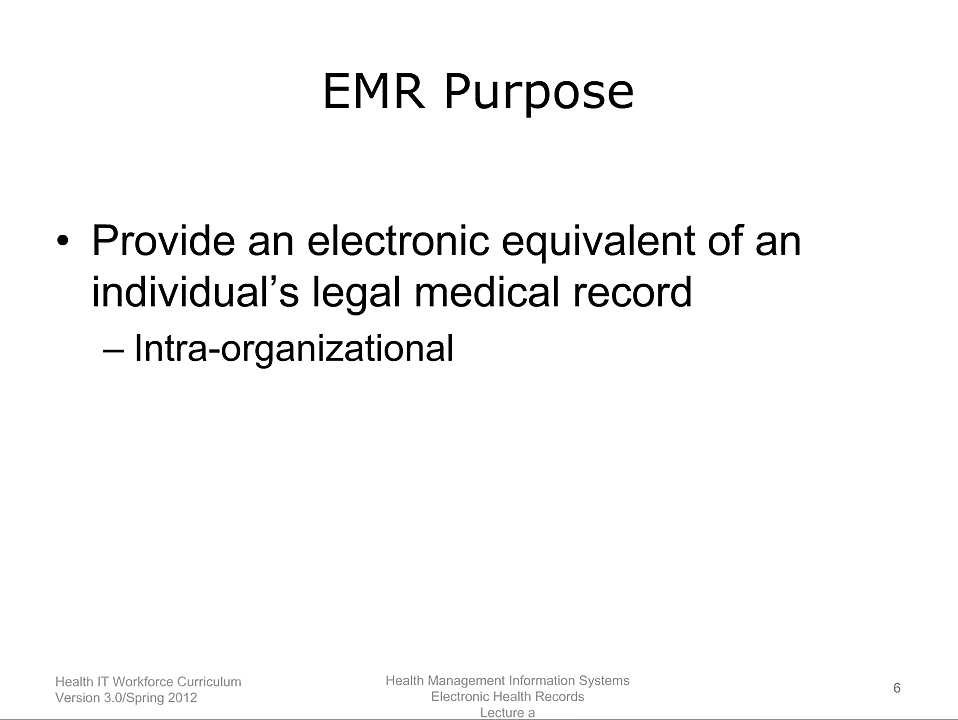 EMR Purpose
• Provide an electronic equivalent of an
individual’s legal medical record
– Intra-organizational
Health IT Workforce Curriculum
Version 3.0/Spring 2012
Health Management Information Systems
Electronic Health Records
Lecture a
6